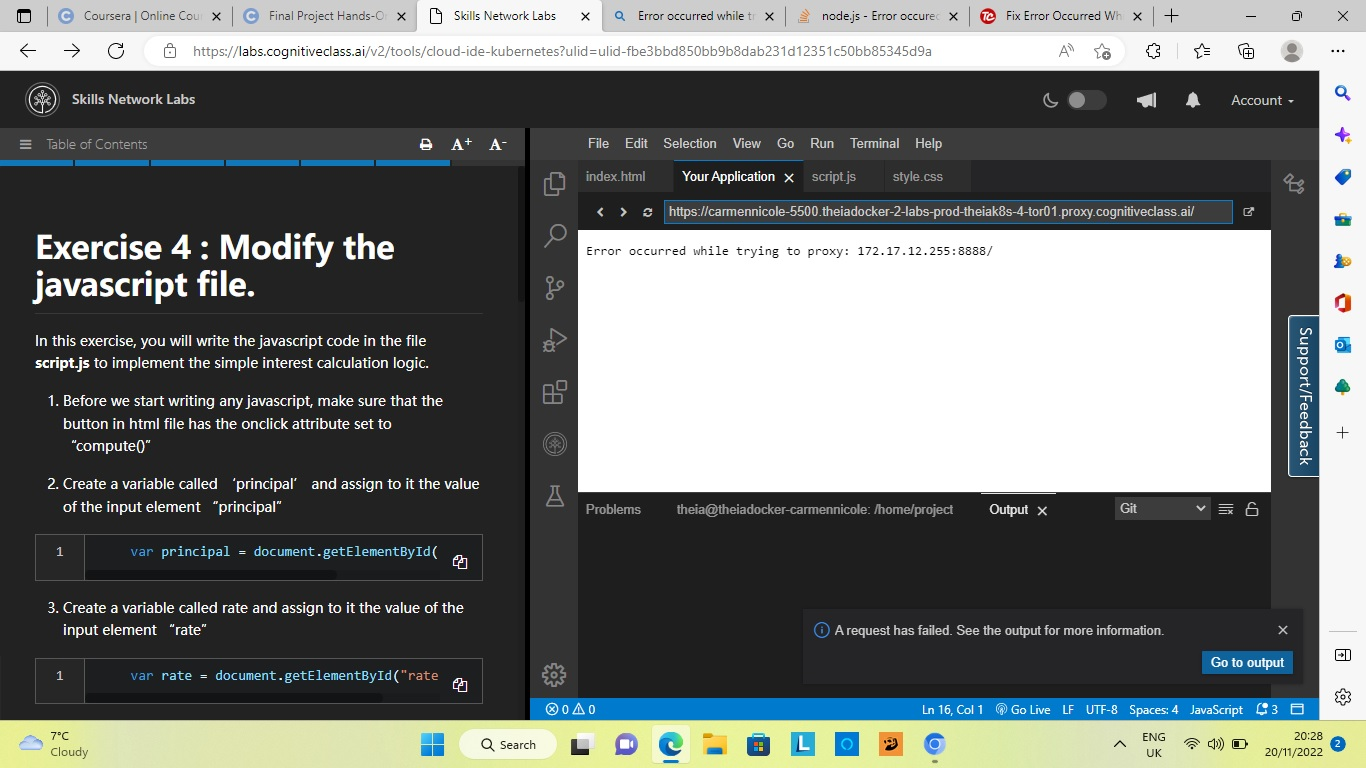 Coursera | Online Cou
Final Project Hands-O
Skills Network Labs
Error occurred while t
node.js - Error occured
Fix Error Occurred Wh
https://labs.cognitiveclass.ai/v2/tools/cloud-ide-kubernetes?ulid=ulid-fbe3bbd850bb9b8dab231d12351c50bb85345d9a
Skills Network Labs
Account
Table of Contents
A+ A-
Exercise 4 : Modify the
javascript file.
In this exercise, you will write the javascript code in the file
script.js to implement the simple interest calculation logic.
1. Before we start writing any javascript, make sure that the
button in html file has the onclick attribute set to
“compute()”
2. Create a variable called ‘principal’ and assign to it the value
of the input element “principal”
1 var principal = document.getElementById(
3. Create a variable called rate and assign to it the value of the
input element “rate”
1 var rate = document.getElementById("rate
File Edit Selection View Go Run Terminal Help
index.html
Your Application
script.js
style.css
https://carmennicole-5500.theiadocker-2-labs-prod-theiak8s-4-tor01.proxy.cognitiveclass.ai/
Error occurred while trying to proxy: 172.17.12.255:8888/
Support/Feedback
Problems
theia@theiadocker-carmennicole: /home/project
Output
Git
A request has failed. See the output for more information.
Go to output
0 0
Ln 16, Col 1 Go Live LF UTF-8 Spaces: 4 JavaScript 3
7°C
Cloudy
Search
L
ENG
UK
20:28
20/11/2022
2